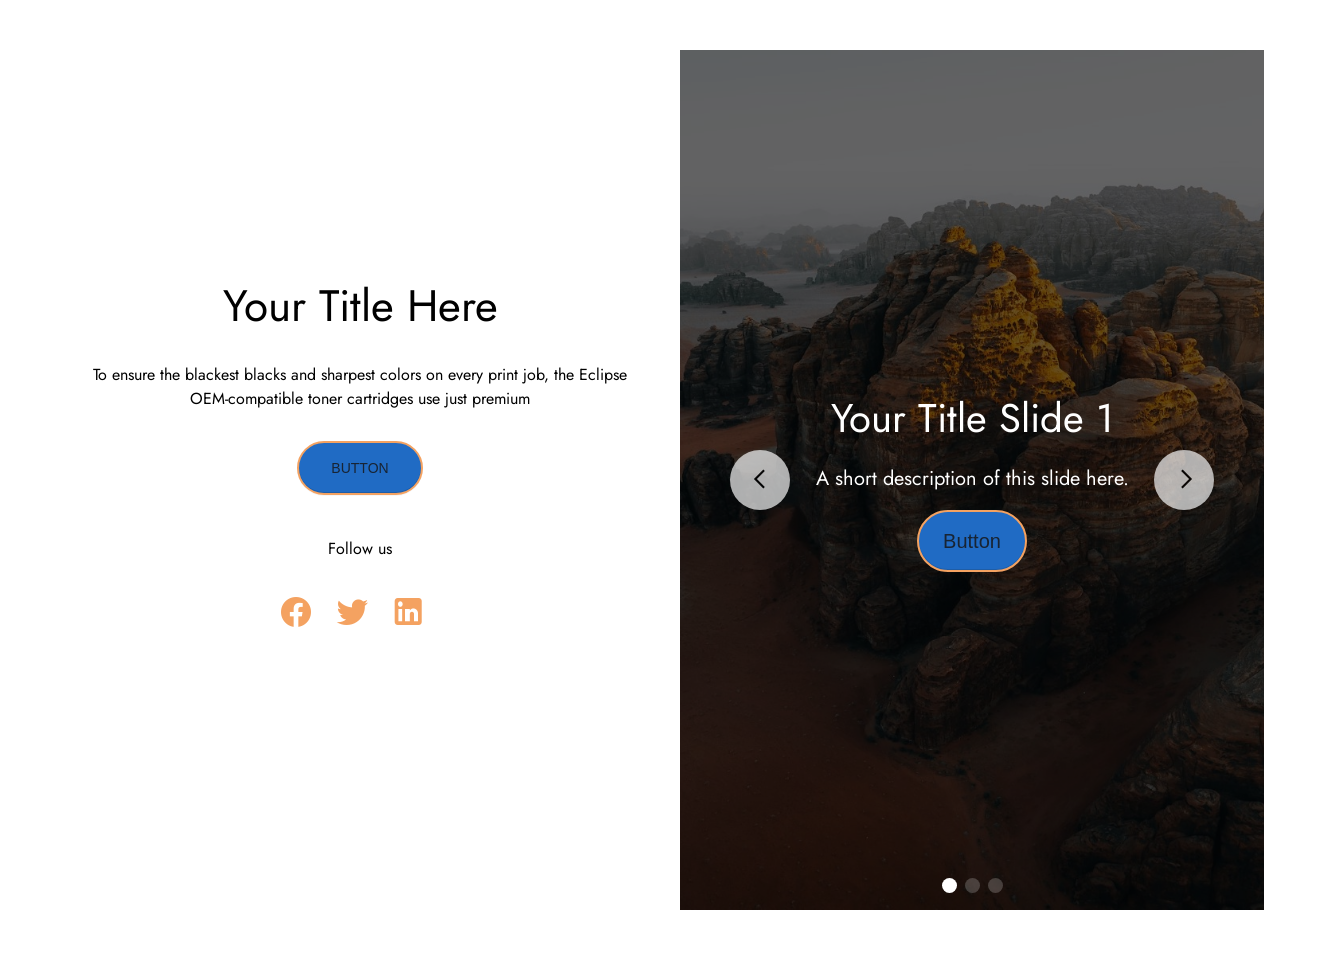 Your Title Here
To ensure the blackest blacks and sharpest colors on every print job, the Eclipse
OEM-compatible toner cartridges use just premium
BUTTON
Follow us
Your Title Slide 1
A short description of this slide here.
Button